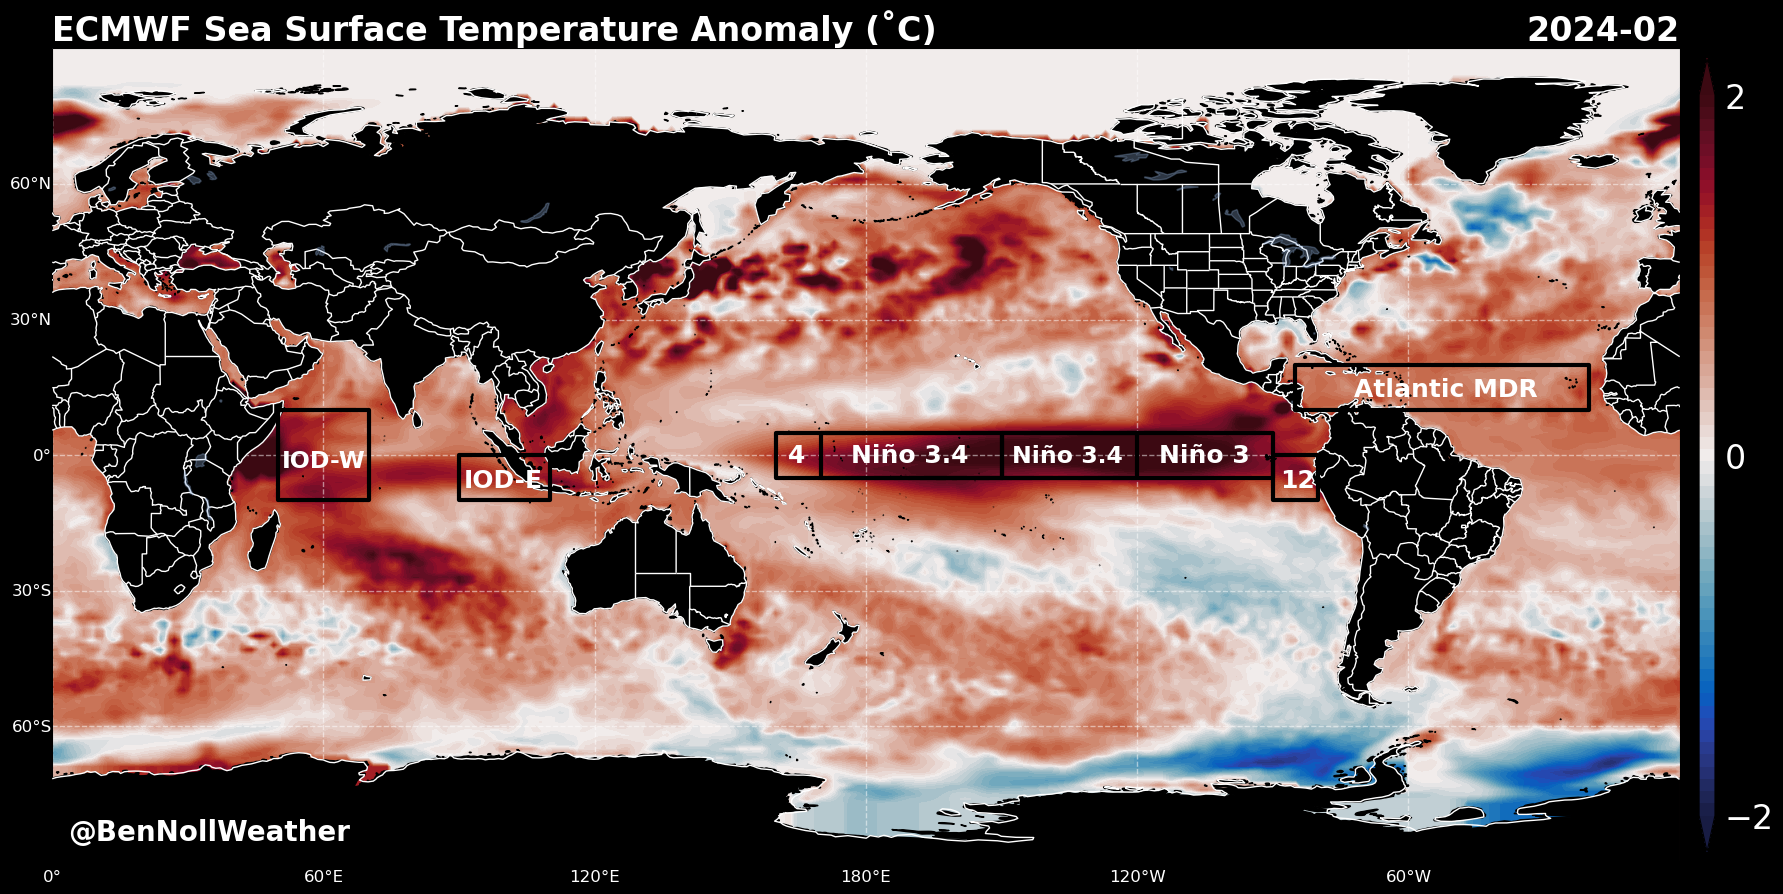 ECMWF Sea Surface Temperature Anomaly (˚C)
2024-02
2
0
−2
60°N
30°N
0°
30°S
60°S
IOD-W
IOD-E
4
Niño 3.4
Niño 3.4
Niño 3
12
Atlantic MDR
@BenNollWeather
0°
60°E
120°E
180°E
120°W
60°W